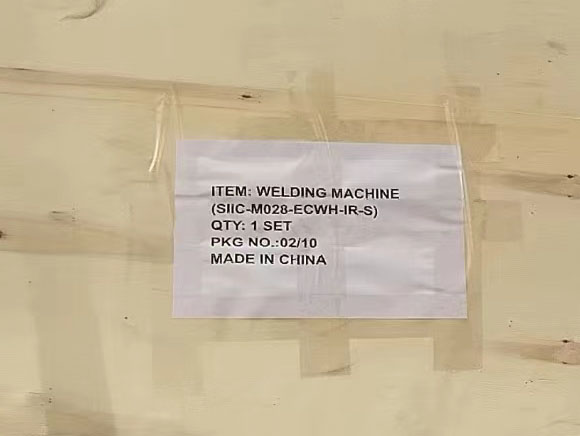 ITEM: WELDING MACHINE
(SIIC-M028-ECWH-IR-S)
QTY: 1 SET
PKG NO.:02/10
MADE IN CHINA